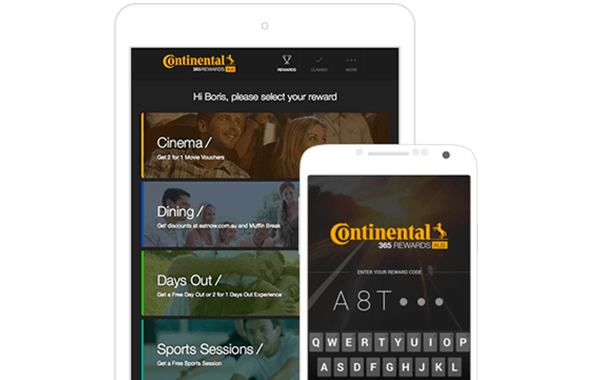 Continental
365 REWARDS AUS
REWARDS
CLAIMED
MORE
Hi Boris, please select your reward
Cinema /
Get 2 for 1 Movie Vouchers
Dining /
Get discounts at eatnow.com.au and Muffin Break
Days Out /
Get a Free Day Out or 2 for 1 Days Out Experience
Sports Sessions /
Get a Free Sports Session
Continental
365 REWARDS AUS
ENTER YOUR REWARD CODE
A 8 T
Q W E R T Y U I O P
A S D F G H J K L